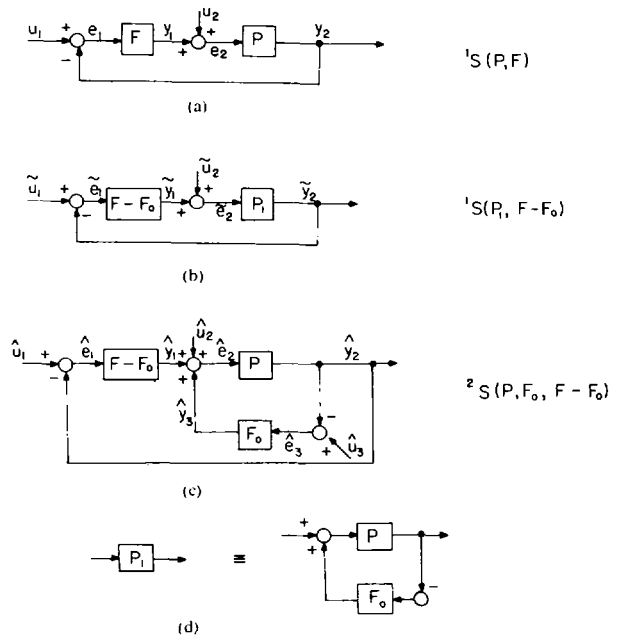 u₁ + e₁ F y₁ + u₂ + e₂ P y₂
−
¹S(P,F)
(a)
ũ₁ + ẽ₁ F − F₀ ỹ₁ + ũ₂ + ẽ₂ P₁ ỹ₂
−
¹S(P₁, F−F₀)
(b)
û₁ + ê₁ F − F₀ ŷ₁ + û₂ + ê₂ P ŷ₂
−
+
ŷ₃ F₀ ê₃ − + û₃
²S(P,F₀, F − F₀)
(c)
P₁ ≡ + P
+
F₀ −
(d)